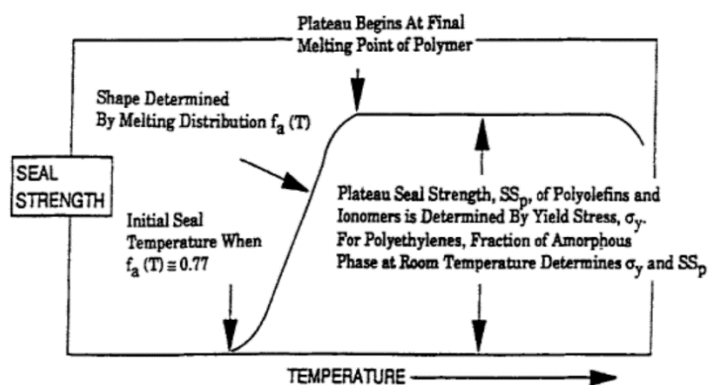 Plateau Begins At Final
Melting Point of Polymer
Shape Determined
By Melting Distribution fₐ (T)
SEAL
STRENGTH
Initial Seal
Temperature When
fₐ (T) ≅ 0.77
Plateau Seal Strength, SSₚ, of Polyolefins and
Ionomers is Determined By Yield Stress, σᵧ.
For Polyethylenes, Fraction of Amorphous
Phase at Room Temperature Determines σᵧ and SSₚ
TEMPERATURE